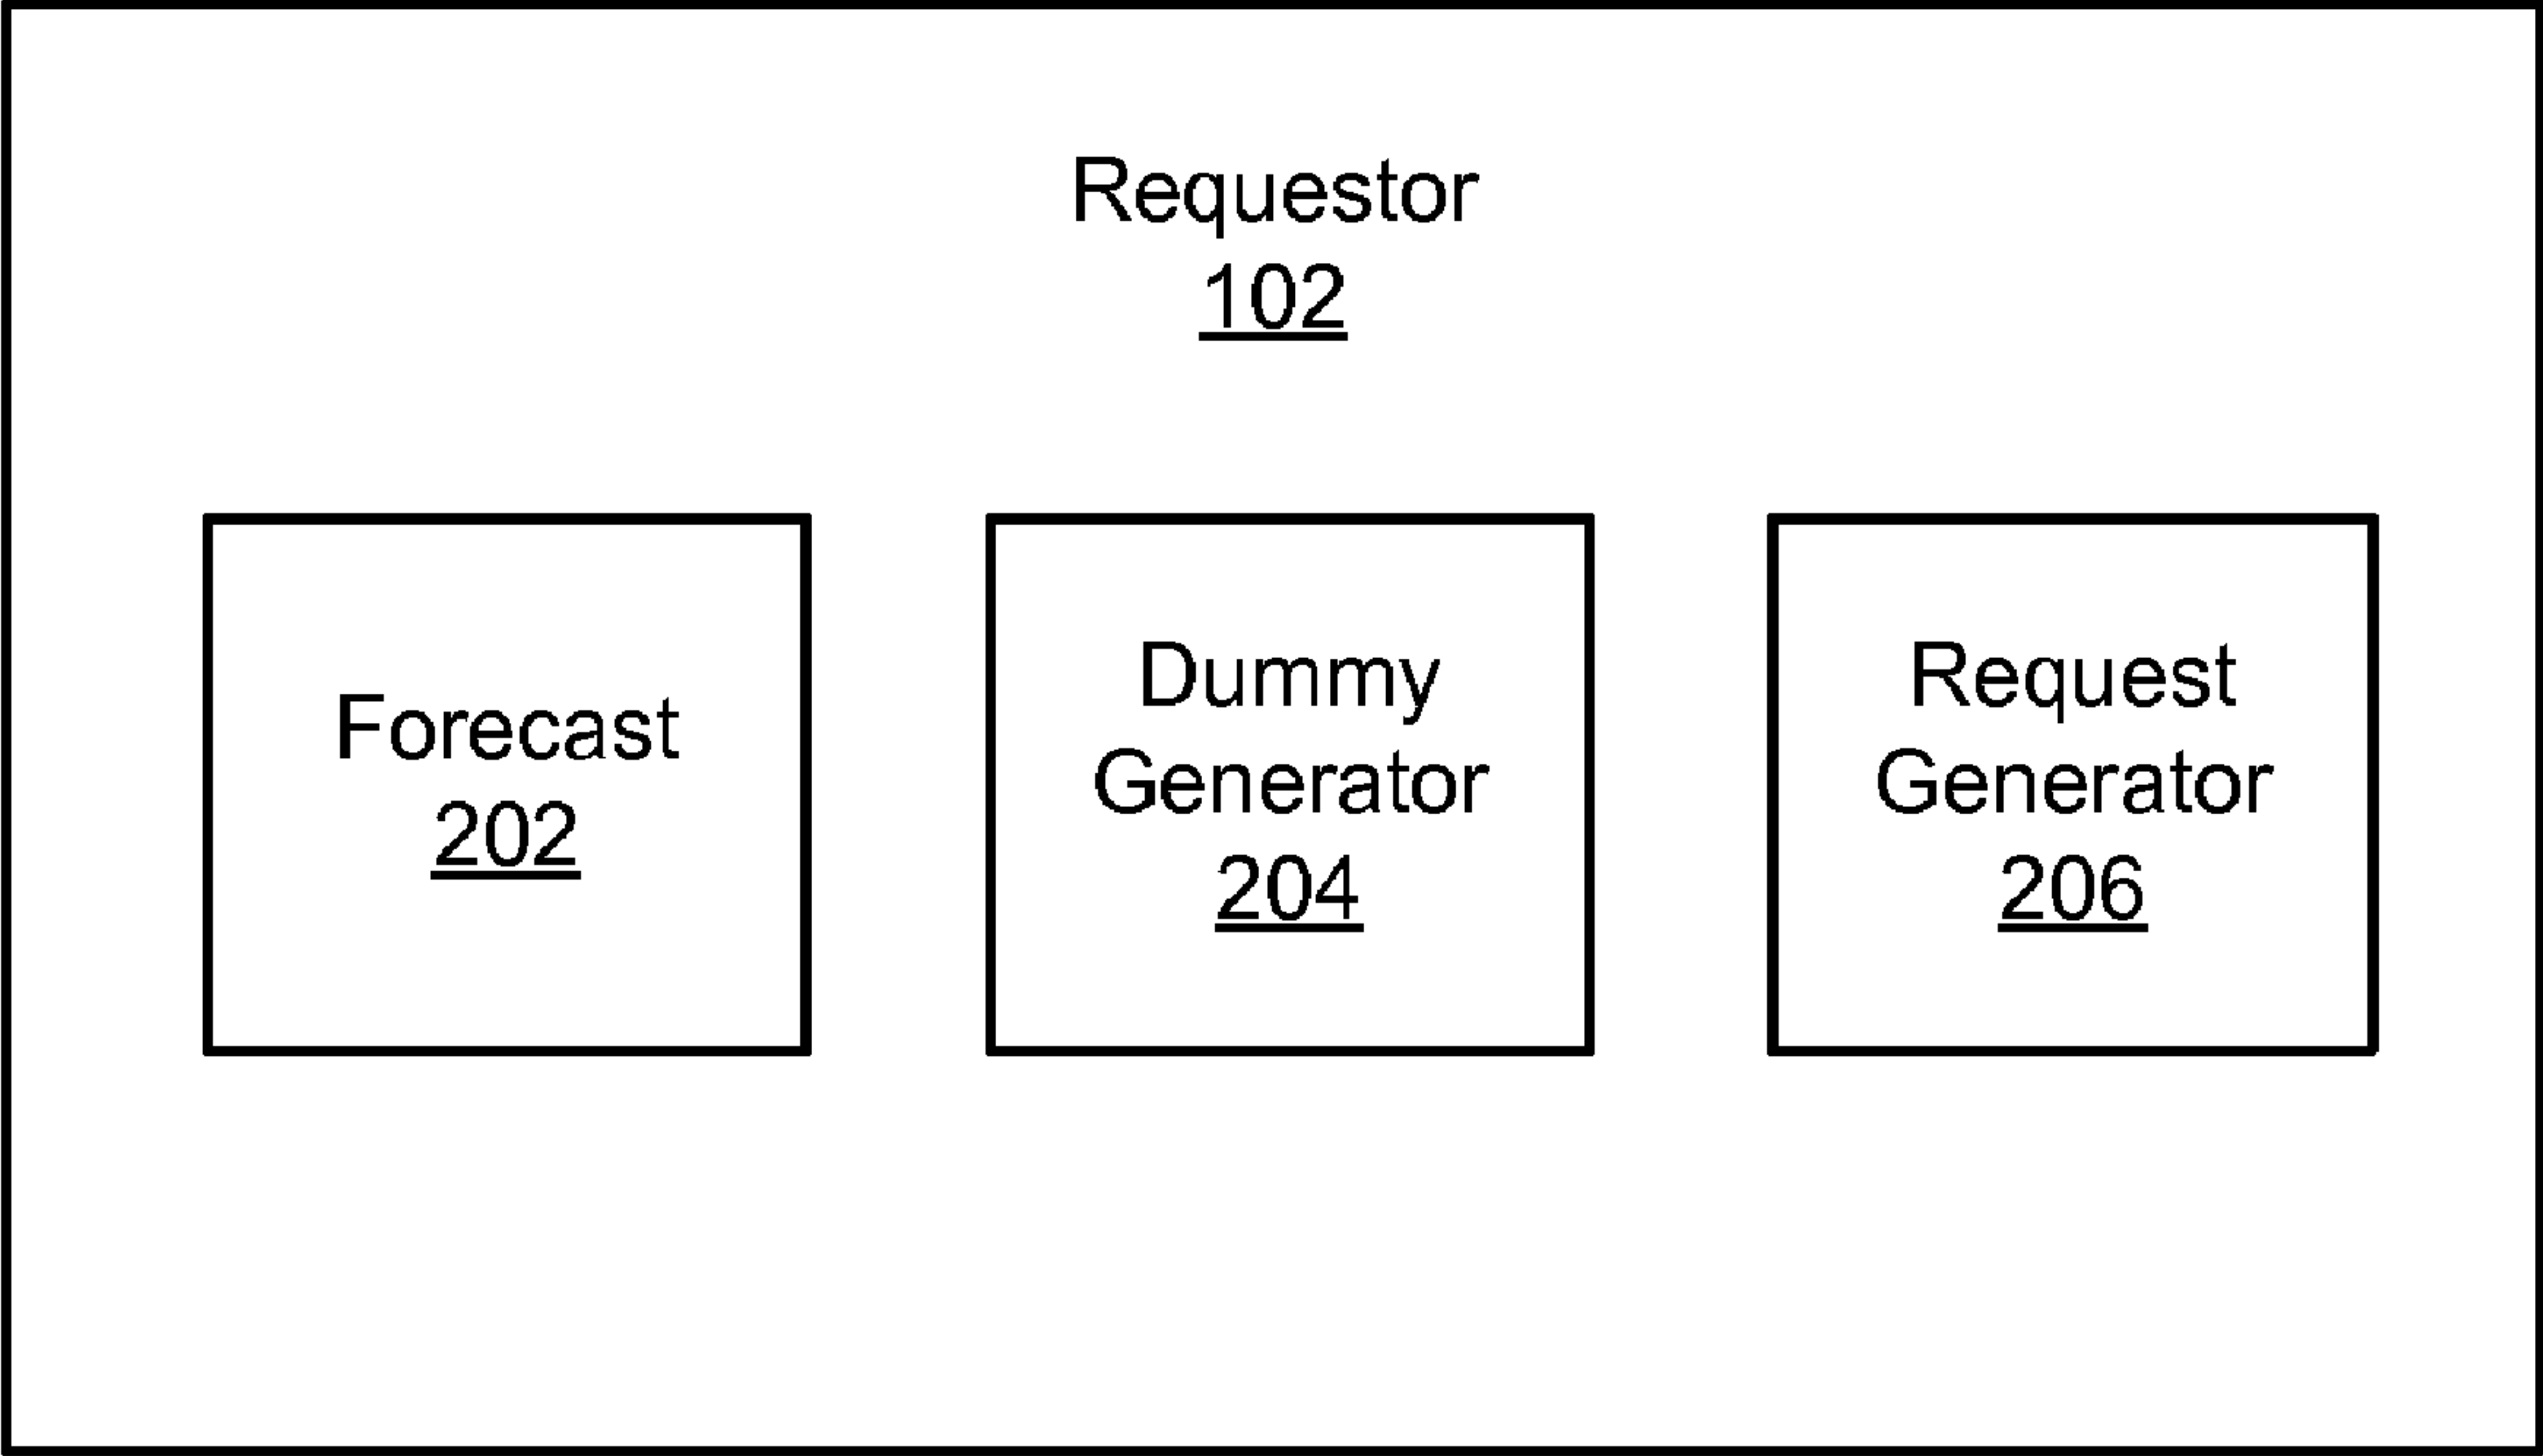 Requestor
102
Forecast
202
Dummy
Generator
204
Request
Generator
206